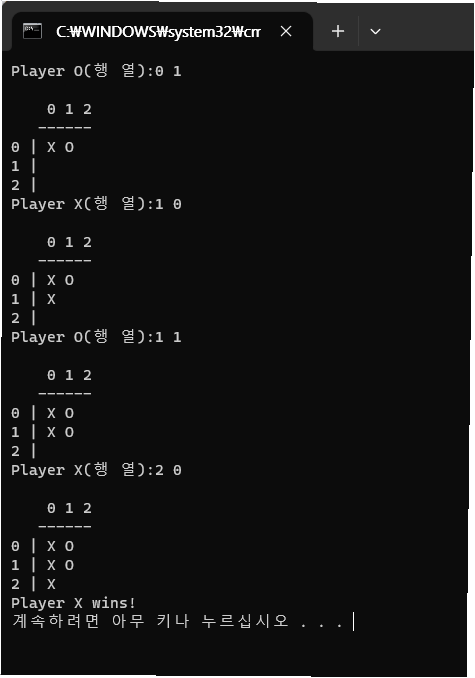 C:₩WINDOWS₩system32₩cm
Player O(행 열):0 1
0 1 2
------
0 | X O
1 |
2 |
Player X(행 열):1 0
0 1 2
------
0 | X O
1 | X
2 |
Player O(행 열):1 1
0 1 2
------
0 | X O
1 | X O
2 |
Player X(행 열):2 0
0 1 2
------
0 | X O
1 | X O
2 | X
Player X wins!
계속하려면 아무 키나 누르십시오 . . .